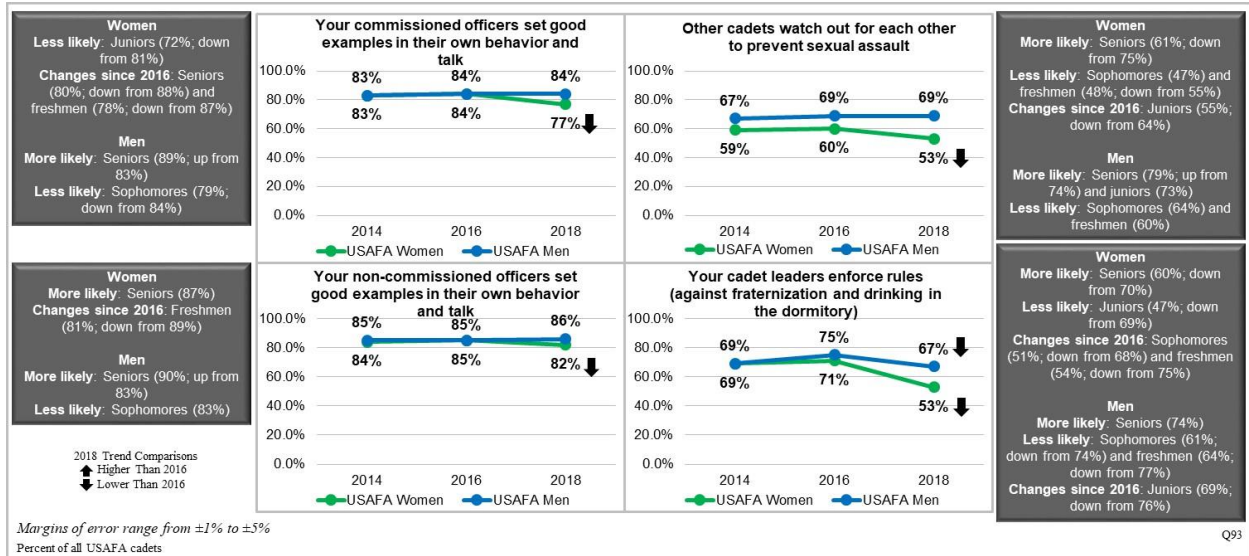 Women
Less likely: Juniors (72%; down
from 81%)
Changes since 2016: Seniors
(80%; down from 88%) and
freshmen (78%; down from 87%)
Men
More likely: Seniors (89%; up from
83%)
Less likely: Sophomores (79%;
down from 84%)
Your commissioned officers set good
examples in their own behavior and
talk
100.0%
80.0%
60.0%
40.0%
20.0%
0.0%
83%
84%
84%
83%
84%
77%
2014
2016
2018
USAFA Women
USAFA Men
Other cadets watch out for each other
to prevent sexual assault
100.0%
80.0%
60.0%
40.0%
20.0%
0.0%
67%
69%
69%
59%
60%
53%
2014
2016
2018
USAFA Women
USAFA Men
Women
More likely: Seniors (61%; down
from 75%)
Less likely: Sophomores (47%) and
freshmen (48%; down from 55%)
Changes since 2016: Juniors (55%;
down from 64%)
Men
More likely: Seniors (79%; up from
74%) and juniors (73%)
Less likely: Sophomores (64%) and
freshmen (60%)
Women
More likely: Seniors (87%)
Changes since 2016: Freshmen
(81%; down from 89%)
Men
More likely: Seniors (90%; up from
83%)
Less likely: Sophomores (83%)
Your non-commissioned officers set
good examples in their own behavior
and talk
100.0%
80.0%
60.0%
40.0%
20.0%
0.0%
85%
85%
86%
84%
85%
82%
2014
2016
2018
USAFA Women
USAFA Men
Your cadet leaders enforce rules
(against fraternization and drinking in
the dormitory)
100.0%
80.0%
60.0%
40.0%
20.0%
0.0%
69%
75%
67%
69%
71%
53%
2014
2016
2018
USAFA Women
USAFA Men
Women
More likely: Seniors (60%; down
from 70%)
Less likely: Juniors (47%; down
from 69%)
Changes since 2016: Sophomores
(51%; down from 68%) and freshmen
(54%; down from 75%)
Men
More likely: Seniors (74%)
Less likely: Sophomores (61%;
down from 74%) and freshmen (64%;
down from 77%)
Changes since 2016: Juniors (69%;
down from 76%)
2018 Trend Comparisons
Higher Than 2016
Lower Than 2016
Margins of error range from ±1% to ±5%
Percent of all USAFA cadets
Q93